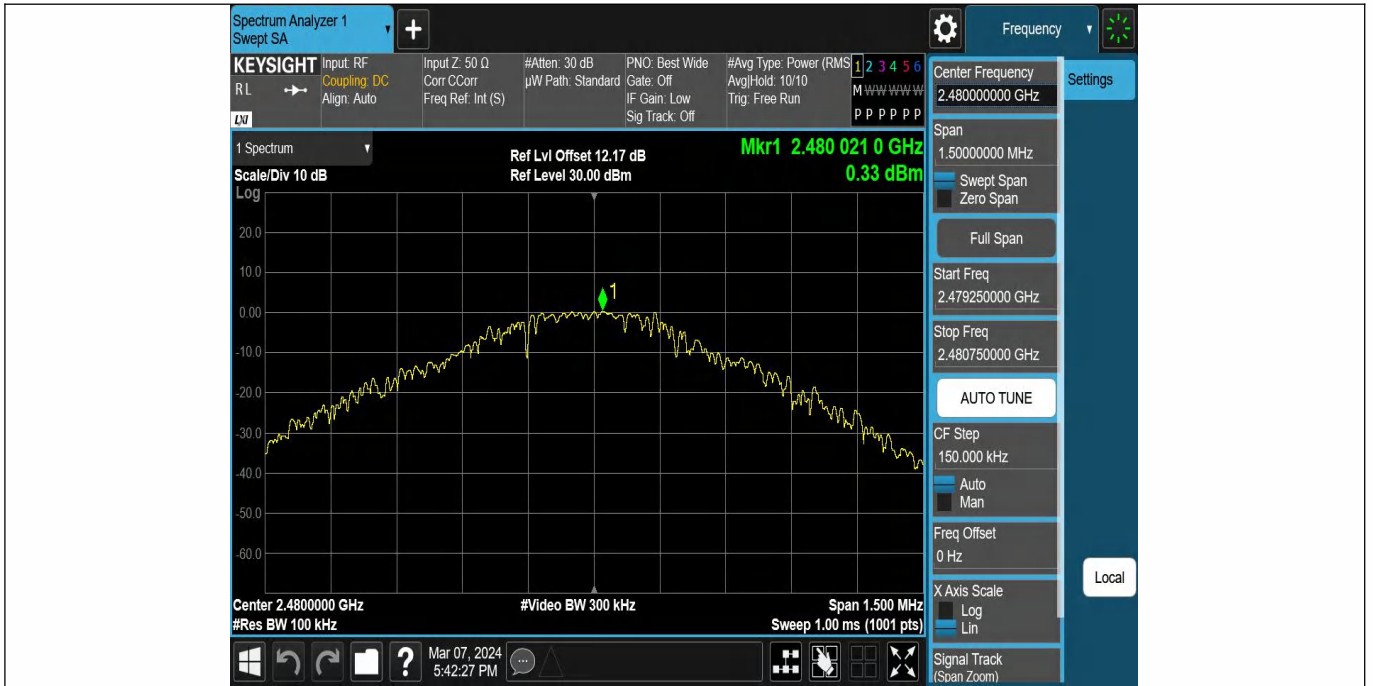 Spectrum Analyzer 1
Swept SA
+
Frequency
KEYSIGHT
RL
LXI
Input: RF
Coupling: DC
Align: Auto
Input Z: 50 Ω
Corr CCorr
Freq Ref: Int (S)
#Atten: 30 dB
µW Path: Standard
PNO: Best Wide
Gate: Off
IF Gain: Low
Sig Track: Off
#Avg Type: Power (RMS
Avg|Hold: 10/10
Trig: Free Run
1 2 3 4 5 6
M W W W W W
P P P P P P
1 Spectrum
Scale/Div 10 dB
Log
Ref Lvl Offset 12.17 dB
Ref Level 30.00 dBm
Mkr1 2.480 021 0 GHz
0.33 dBm
20.0
10.0
0.00
-10.0
-20.0
-30.0
-40.0
-50.0
-60.0
1
Center 2.4800000 GHz
#Res BW 100 kHz
#Video BW 300 kHz
Span 1.500 MHz
Sweep 1.00 ms (1001 pts)
Center Frequency
2.480000000 GHz
Settings
Span
1.50000000 MHz
Swept Span
Zero Span
Full Span
Start Freq
2.479250000 GHz
Stop Freq
2.480750000 GHz
AUTO TUNE
CF Step
150.000 kHz
Auto
Man
Freq Offset
0 Hz
X Axis Scale
Log
Lin
Local
Signal Track
(Span Zoom)
?
Mar 07, 2024
5:42:27 PM